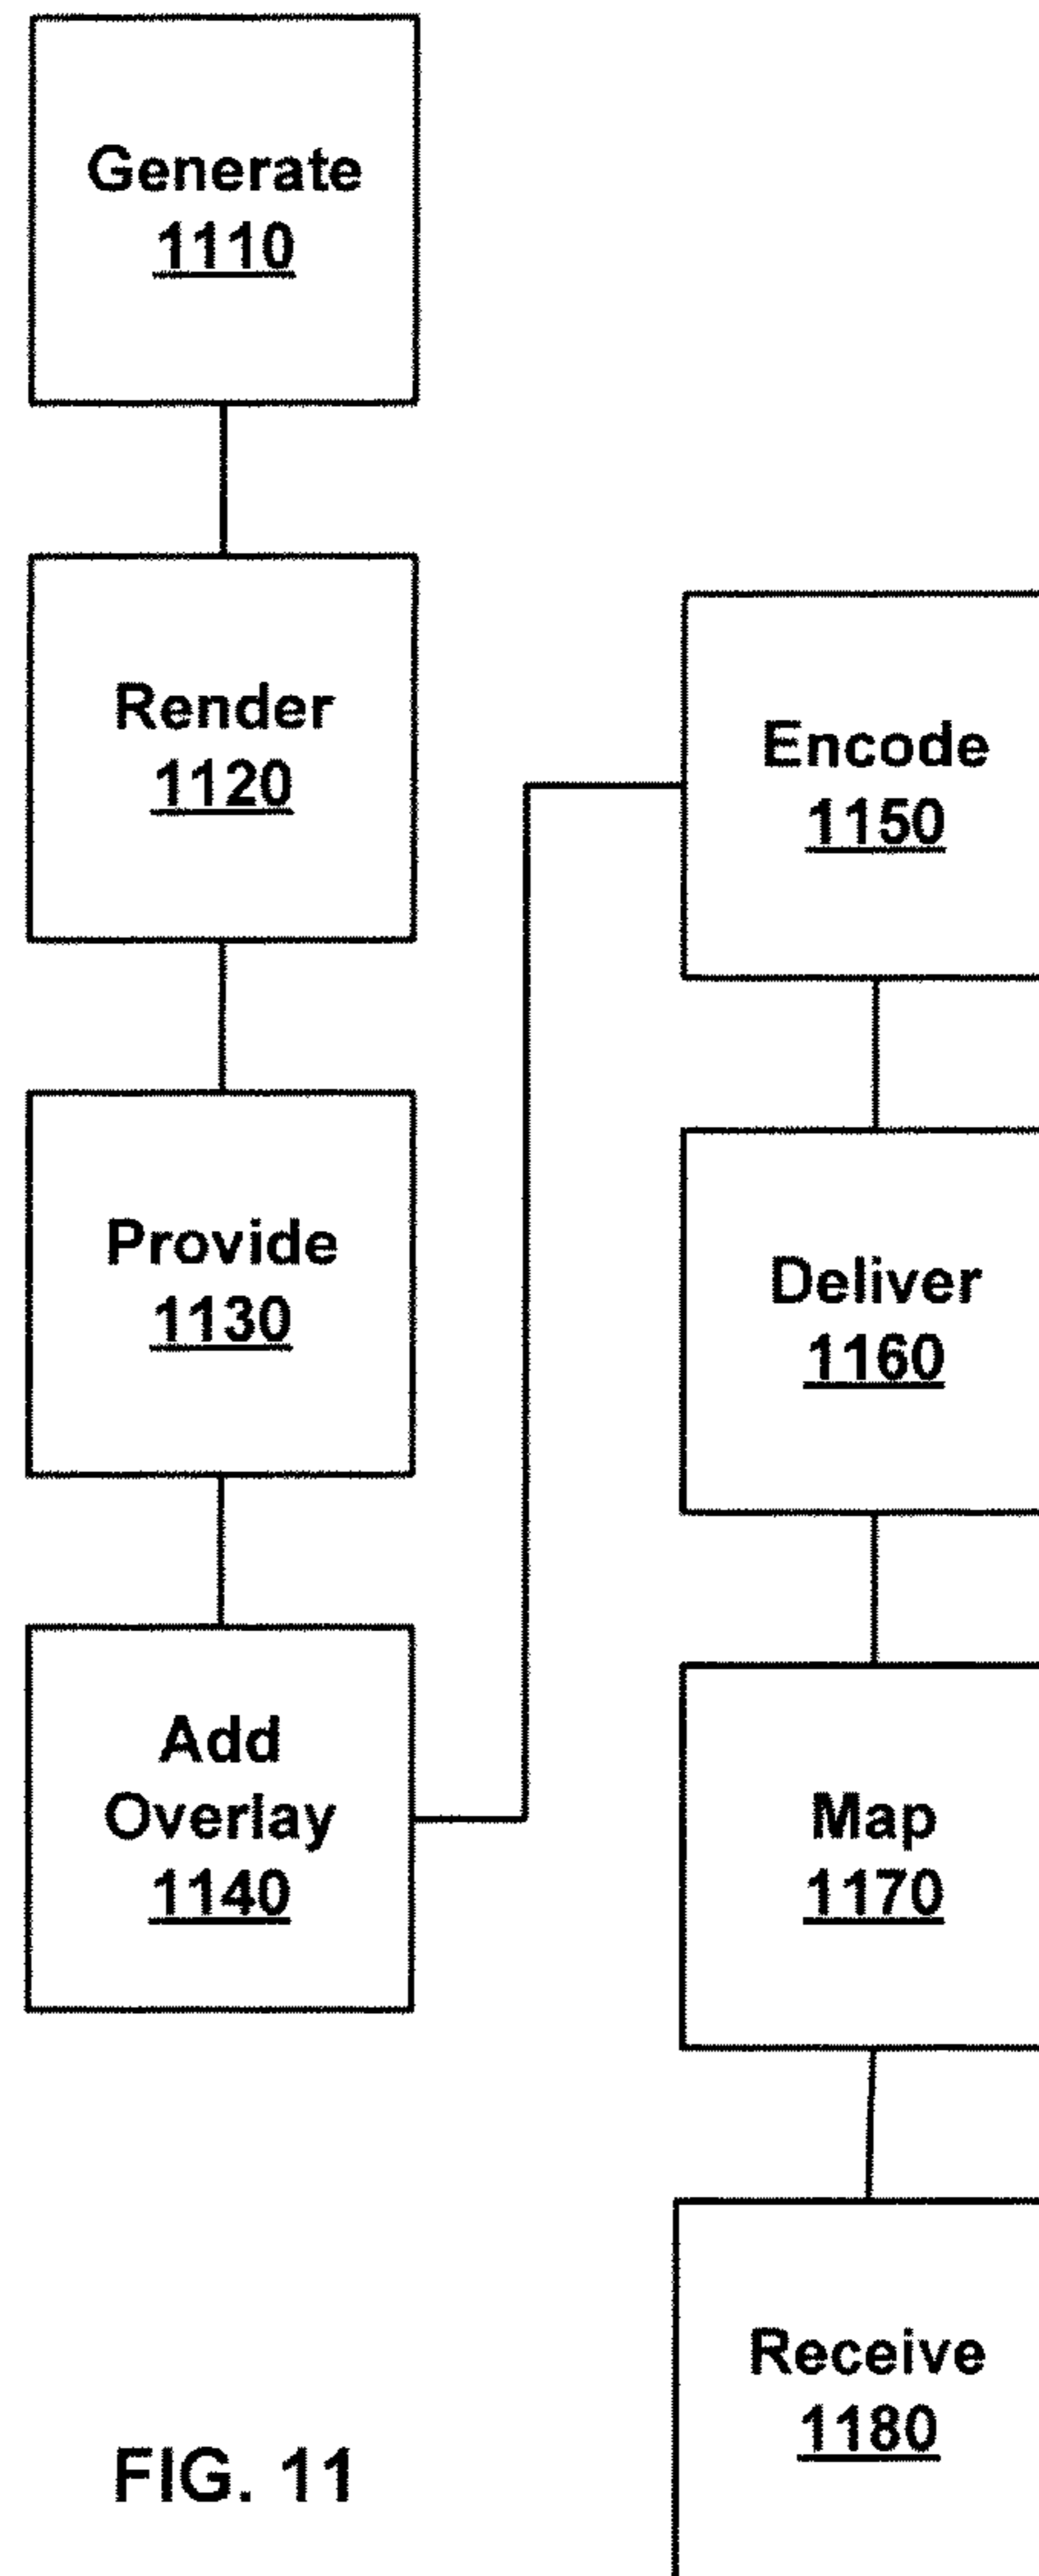 Generate
1110
Render
1120
Provide
1130
Add
Overlay
1140
Encode
1150
Deliver
1160
Map
1170
Receive
1180
FIG. 11